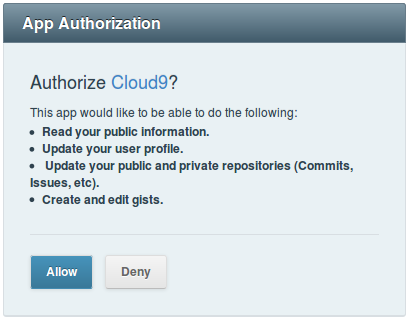 App Authorization
Authorize Cloud9?
This app would like to be able to do the following:
• Read your public information.
• Update your user profile.
• Update your public and private repositories (Commits,
Issues, etc).
• Create and edit gists.
Allow Deny